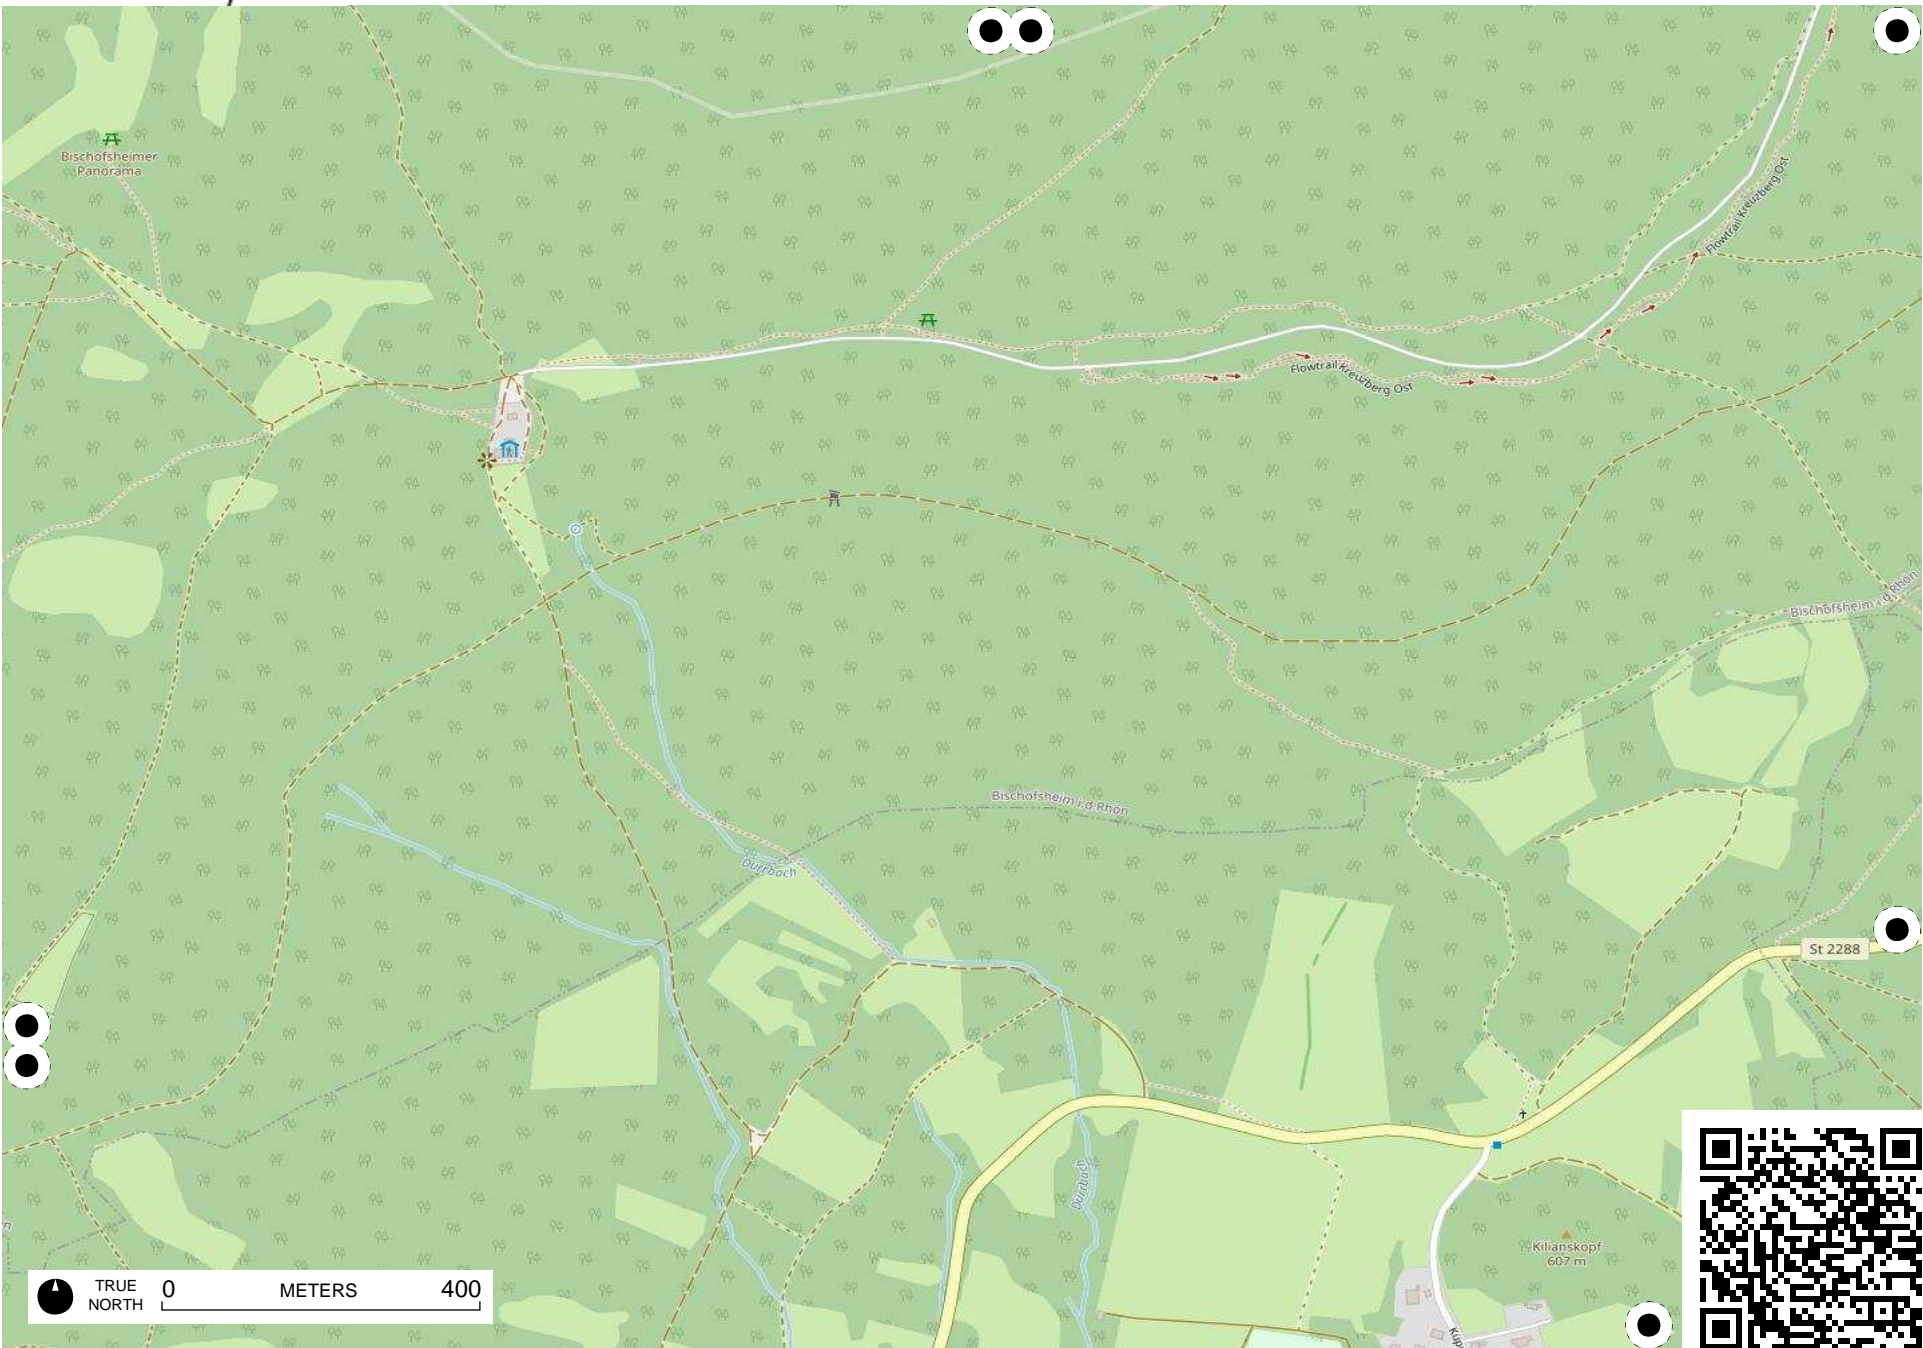 Flowtrail Kreuzberg Ost
Bischofsheimer
Panorama
Flowtrail Kreuzberg Ost
Bischofsheim i.d.Rhön
Bischofsheim i.d.Rhön
Dürrbach
St 2288
Dürrbach
Kilianskopf
607 m
TRUE
NORTH
0
METERS
400